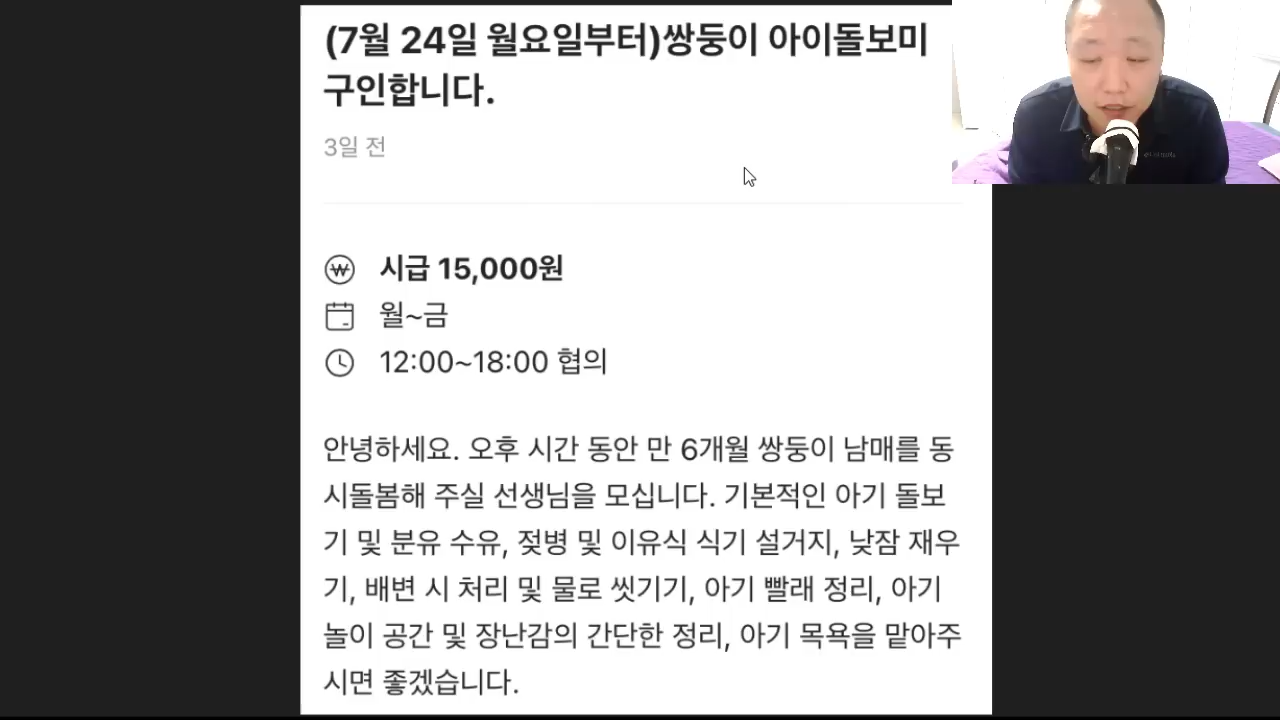 (7월 24일 월요일부터)쌍둥이 아이돌보미
구인합니다.
3일 전
시급 15,000원
월~금
12:00~18:00 협의
안녕하세요. 오후 시간 동안 만 6개월 쌍둥이 남매를 동
시돌봄해 주실 선생님을 모십니다. 기본적인 아기 돌보
기 및 분유 수유, 젖병 및 이유식 식기 설거지, 낮잠 재우
기, 배변 시 처리 및 물로 씻기기, 아기 빨래 정리, 아기
놀이 공간 및 장난감의 간단한 정리, 아기 목욕을 맡아주
시면 좋겠습니다.